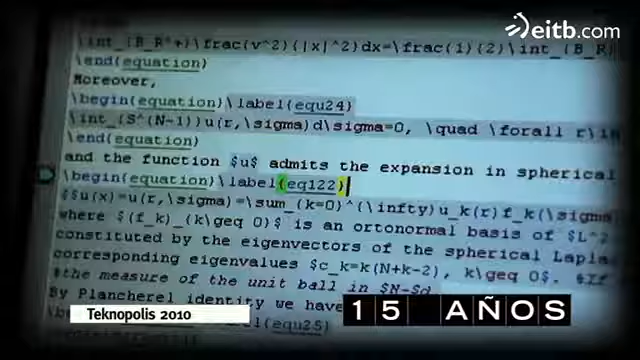 eitb.com
\int_{B_R^+}\frac{v^2}{|x|^2}dx=\frac{1}{2}\int_{B_R}
\end{equation}
Moreover,
\begin{equation}\label{equ24}
\int_{S^{N-1}}u(r,\sigma)d\sigma=0, \quad \forall r\in
\end{equation}
and the function $u$ admits the expansion in spherical
\begin{equation}\label{eq122}
u(x)=u(r,\sigma)=\sum_{k=0}^{\infty}u_k(r)f_k(\sigma)
where ${f_k}_{k\geq 0}$ is an ortonormal basis of $L^2
constituted by the eigenvectors of the spherical Lapla
corresponding eigenvalues $c_k=k(N+k-2), k\geq 0$. %If
%the measure of the unit ball in $N-$d
By Plancherel identity we have
equ25}
Teknopolis 2010
15 AÑOS